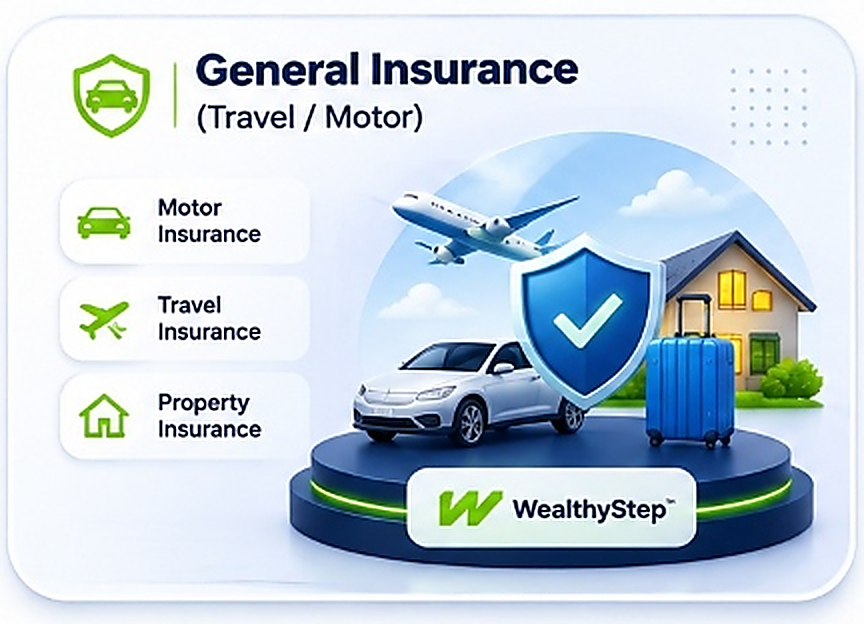 General Insurance
(Travel / Motor)
Motor
Insurance
Travel
Insurance
Property
Insurance
WealthyStep™